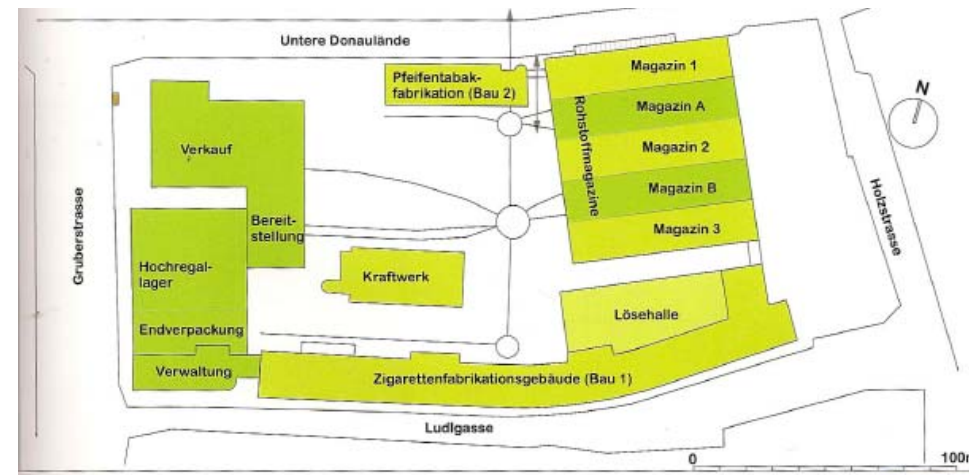 Untere Donaulände
Pfeifentabak-
fabrikation (Bau 2)
Magazin 1
Magazin A
Magazin 2
Magazin B
Magazin 3
Rohstoffmagazine
N
Verkauf
Bereit-
stellung
Gruberstrasse
Holzstrasse
Hochregal-
lager
Kraftwerk
Lösehalle
Endverpackung
Verwaltung
Zigarettenfabrikationsgebäude (Bau 1)
Ludlgasse
0
100m